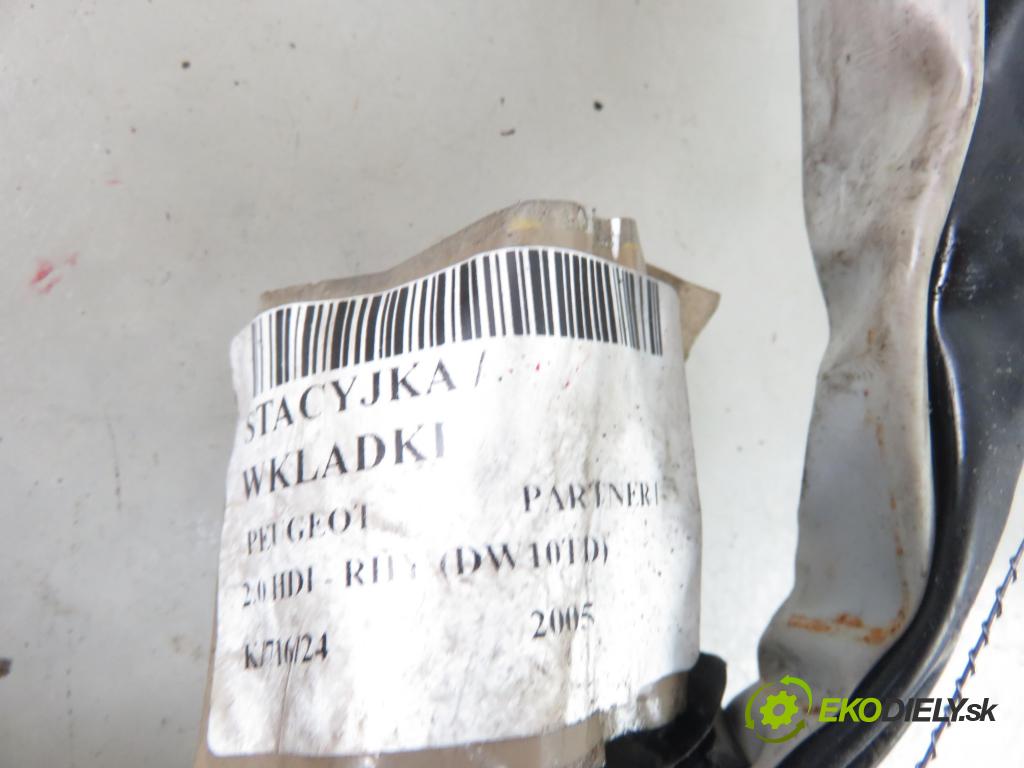 STACYJKA /
WKLADKI
PEUGEOT PARTNER I
2.0 HDI - RHY (DW10TD)
K/716/24 2005
EKODIELY.sk